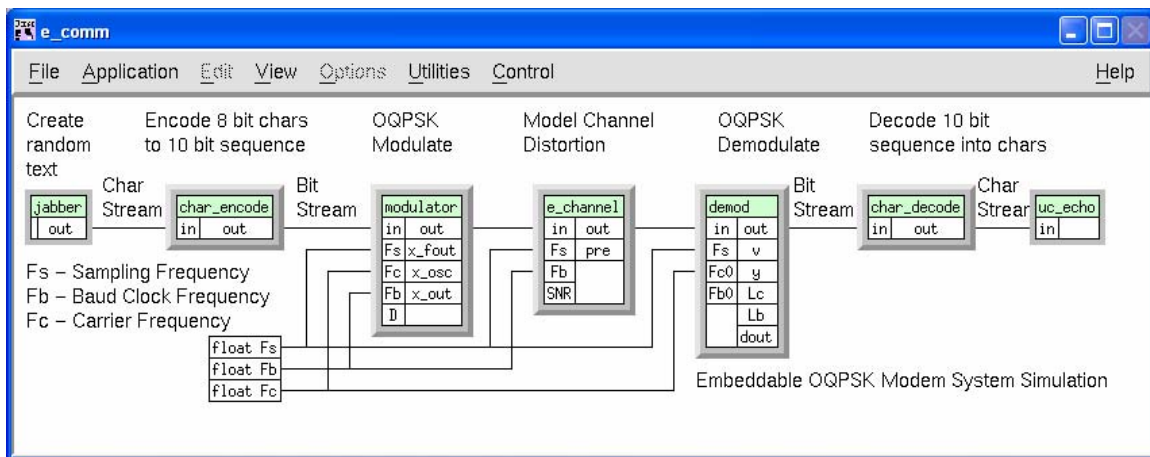 e_comm
File Application Edit View Options Utilities Control Help
Create random text
Encode 8 bit chars to 10 bit sequence
OQPSK Modulate
Model Channel Distortion
OQPSK Demodulate
Decode 10 bit sequence into chars
Char Stream
Bit Stream
Bit Stream
Char Strear
jabber
out
char_encode
in out
modulator
in out
Fs x_fout
Fc x_osc
Fb x_out
D
e_channel
in out
Fs pre
Fb
SNR
demod
in out
Fs v
Fc0 y
Fb0 Lc
Lb
dout
char_decode
in out
uc_echo
in
Fs – Sampling Frequency
Fb – Baud Clock Frequency
Fc – Carrier Frequency
float Fs
float Fb
float Fc
Embeddable OQPSK Modem System Simulation